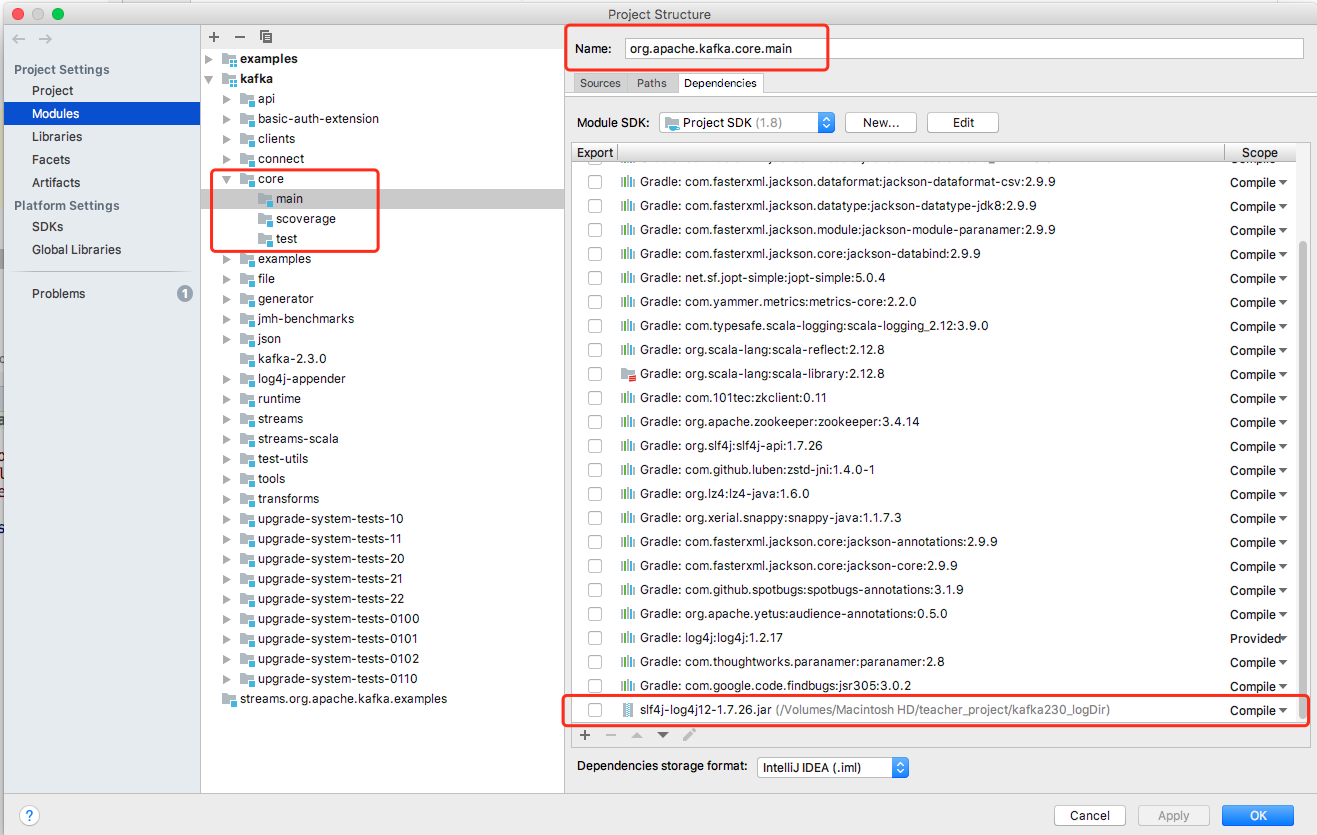 Project Structure
Project Settings
Project
Modules
Libraries
Facets
Artifacts
Platform Settings
SDKs
Global Libraries
Problems
1
examples
kafka
api
basic-auth-extension
clients
connect
core
main
scoverage
test
examples
file
generator
jmh-benchmarks
json
kafka-2.3.0
log4j-appender
runtime
streams
streams-scala
test-utils
tools
transforms
upgrade-system-tests-10
upgrade-system-tests-11
upgrade-system-tests-20
upgrade-system-tests-21
upgrade-system-tests-22
upgrade-system-tests-0100
upgrade-system-tests-0101
upgrade-system-tests-0102
upgrade-system-tests-0110
streams.org.apache.kafka.examples
Name: org.apache.kafka.core.main
Sources Paths Dependencies
Module SDK: Project SDK (1.8) New... Edit
Export Scope
Gradle: com.fasterxml.jackson.dataformat:jackson-dataformat-csv:2.9.9 Compile
Gradle: com.fasterxml.jackson.datatype:jackson-datatype-jdk8:2.9.9 Compile
Gradle: com.fasterxml.jackson.module:jackson-module-paranamer:2.9.9 Compile
Gradle: com.fasterxml.jackson.core:jackson-databind:2.9.9 Compile
Gradle: net.sf.jopt-simple:jopt-simple:5.0.4 Compile
Gradle: com.yammer.metrics:metrics-core:2.2.0 Compile
Gradle: com.typesafe.scala-logging:scala-logging_2.12:3.9.0 Compile
Gradle: org.scala-lang:scala-reflect:2.12.8 Compile
Gradle: org.scala-lang:scala-library:2.12.8 Compile
Gradle: com.101tec:zkclient:0.11 Compile
Gradle: org.apache.zookeeper:zookeeper:3.4.14 Compile
Gradle: org.slf4j:slf4j-api:1.7.26 Compile
Gradle: com.github.luben:zstd-jni:1.4.0-1 Compile
Gradle: org.lz4:lz4-java:1.6.0 Compile
Gradle: org.xerial.snappy:snappy-java:1.1.7.3 Compile
Gradle: com.fasterxml.jackson.core:jackson-annotations:2.9.9 Compile
Gradle: com.fasterxml.jackson.core:jackson-core:2.9.9 Compile
Gradle: com.github.spotbugs:spotbugs-annotations:3.1.9 Compile
Gradle: org.apache.yetus:audience-annotations:0.5.0 Compile
Gradle: log4j:log4j:1.2.17 Provided
Gradle: com.thoughtworks.paranamer:paranamer:2.8 Compile
Gradle: com.google.code.findbugs:jsr305:3.0.2 Compile
slf4j-log4j12-1.7.26.jar (/Volumes/Macintosh HD/teacher_project/kafka230_logDir) Compile
Dependencies storage format: IntelliJ IDEA (.iml)
? Cancel Apply OK